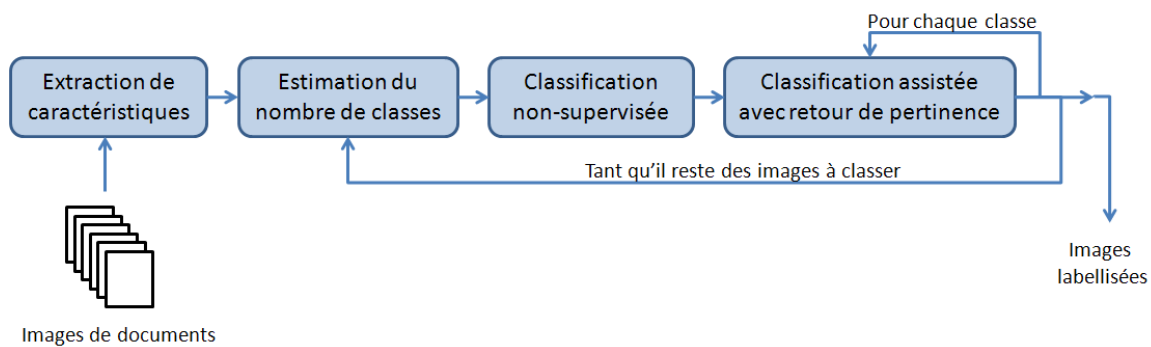 Pour chaque classe
Extraction de
caractéristiques
Estimation du
nombre de classes
Classification
non-supervisée
Classification assistée
avec retour de pertinence
Tant qu'il reste des images à classer
Images
labellisées
Images de documents